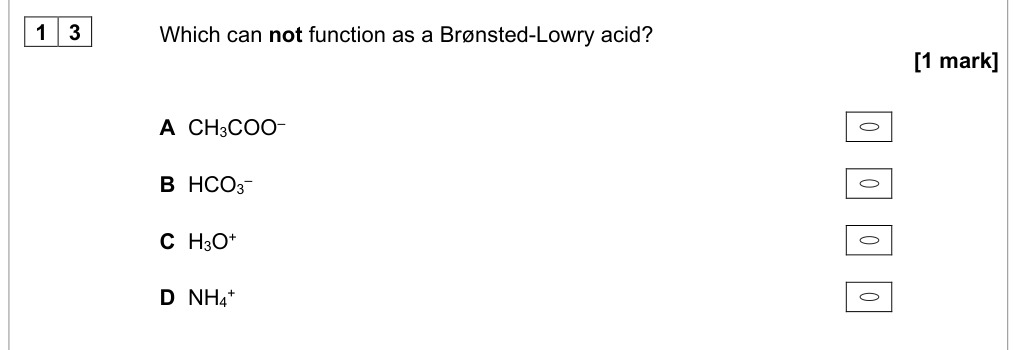 1 3 Which can not function as a Brønsted-Lowry acid?
[1 mark]
A CH₃COO⁻
B HCO₃⁻
C H₃O⁺
D NH₄⁺